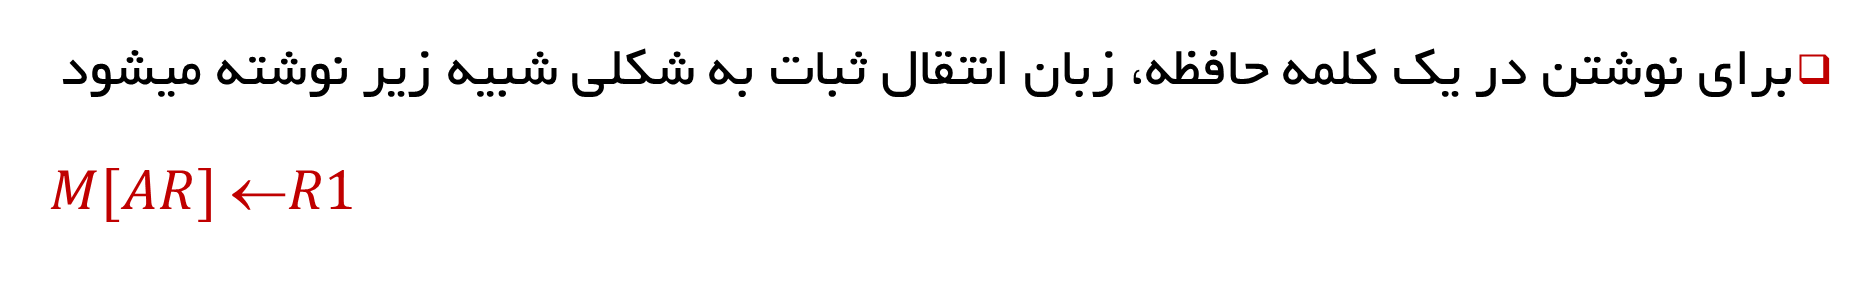 ❑برای نوشتن در یک کلمه حافظه، زبان انتقال ثبات به شکلی شبیه زیر نوشته میشود
M[AR] ←R1